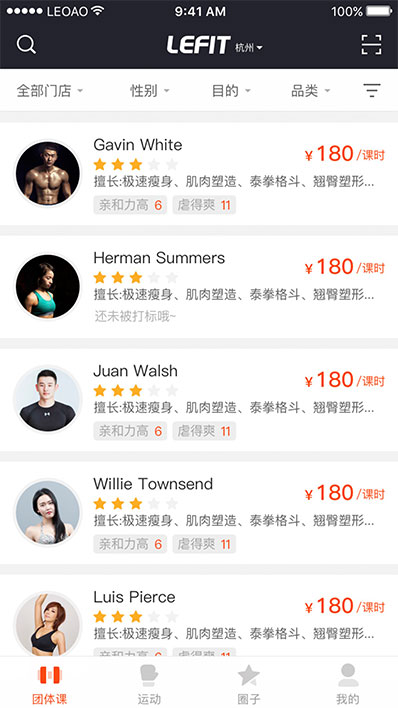 LEOAO 9:41 AM 100%
LEFIT 杭州
全部门店 性别 目的 品类
Gavin White
¥180/课时
擅长:极速瘦身、肌肉塑造、泰拳格斗、翘臀塑形...
亲和力高 6 虐得爽 11
Herman Summers
¥180/课时
擅长:极速瘦身、肌肉塑造、泰拳格斗、翘臀塑形...
还未被打标哦~
Juan Walsh
¥180/课时
擅长:极速瘦身、肌肉塑造、泰拳格斗、翘臀塑形...
亲和力高 6 虐得爽 11
Willie Townsend
¥180/课时
擅长:极速瘦身、肌肉塑造、泰拳格斗、翘臀塑形...
亲和力高 6 虐得爽 11
Luis Pierce
¥180/课时
擅长:极速瘦身、肌肉塑造、泰拳格斗、翘臀塑形...
亲和力高 6 虐得爽 11
团体课 运动 圈子 我的